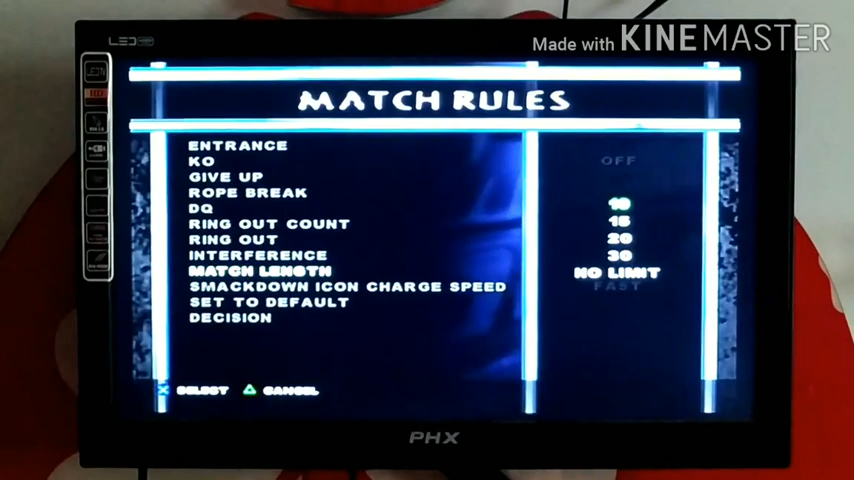 Made with KINEMASTER
LED
MATCH RULES
ENTRANCE
KO
OFF
GIVE UP
ROPE BREAK
DQ
10
RING OUT COUNT
15
RING OUT
20
INTERFERENCE
30
MATCH LENGTH
NO LIMIT
SMACKDOWN ICON CHARGE SPEED
FAST
SET TO DEFAULT
DECISION
SELECT
CANCEL
PHX